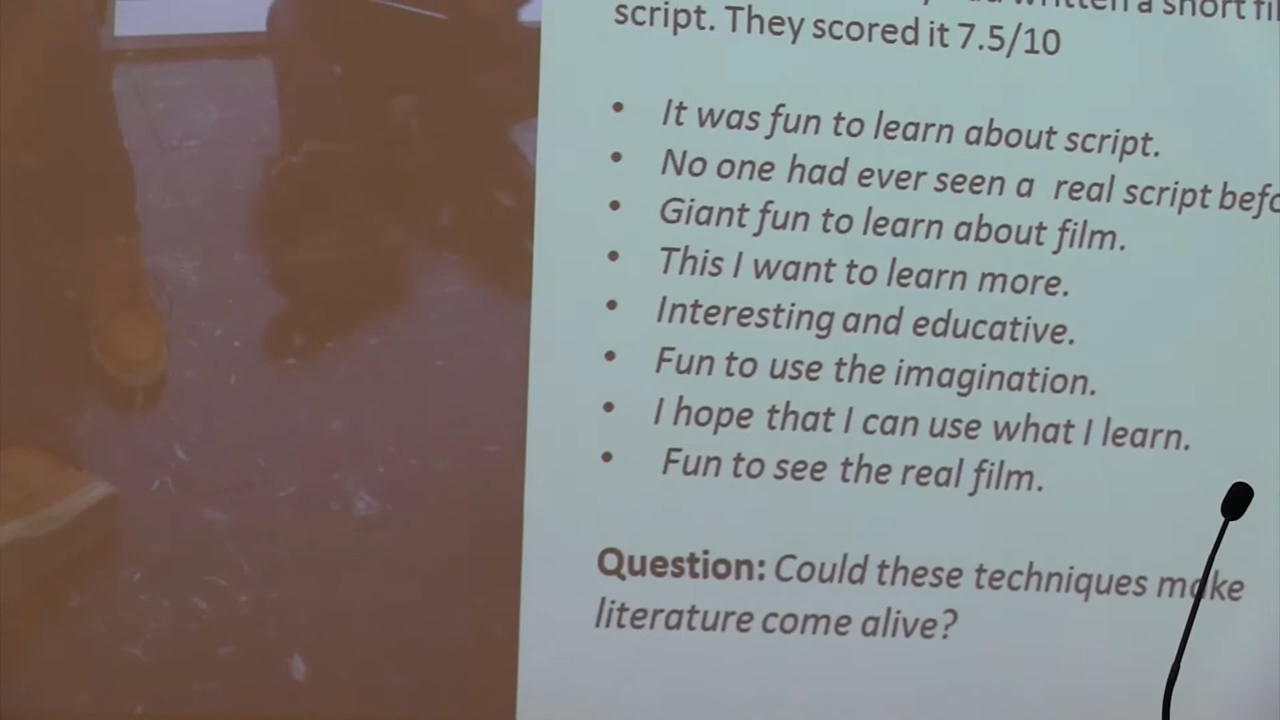 written a short
script. They scored it 7.5/10
• It was fun to learn about script.
• No one had ever seen a real script
• Giant fun to learn about film.
• This I want to learn more.
• Interesting and educative.
• Fun to use the imagination.
• I hope that I can use what I learn.
• Fun to see the real film.
Question: Could these techniques make
literature come alive?